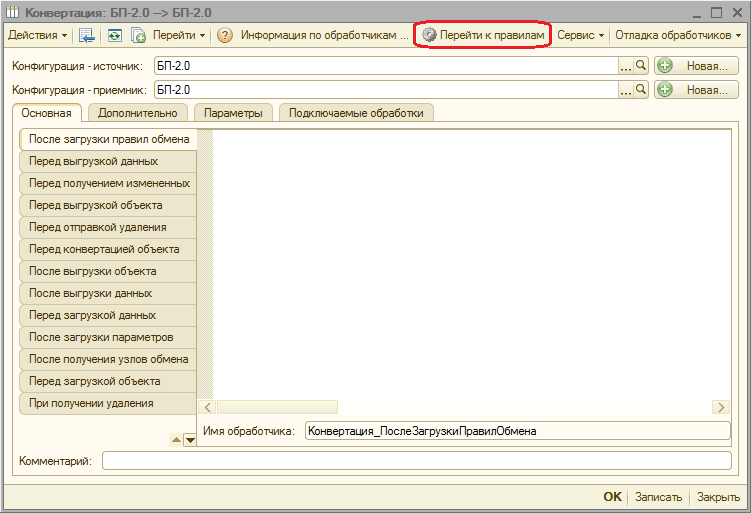 Конвертация: БП-2.0 --> БП-2.0
Действия Перейти Информация по обработчикам ... Перейти к правилам Сервис Отладка обработчиков
Конфигурация - источник: БП-2.0 ... Новая...
Конфигурация - приемник: БП-2.0 ... Новая...
Основная Дополнительно Параметры Подключаемые обработки
После загрузки правил обмена
Перед выгрузкой данных
Перед получением измененных
Перед выгрузкой объекта
Перед отправкой удаления
Перед конвертацией объекта
После выгрузки объекта
После выгрузки данных
Перед загрузкой данных
После загрузки параметров
После получения узлов обмена
Перед загрузкой объекта
При получении удаления
Имя обработчика: Конвертация_ПослеЗагрузкиПравилОбмена
Комментарий:
OK Записать Закрыть